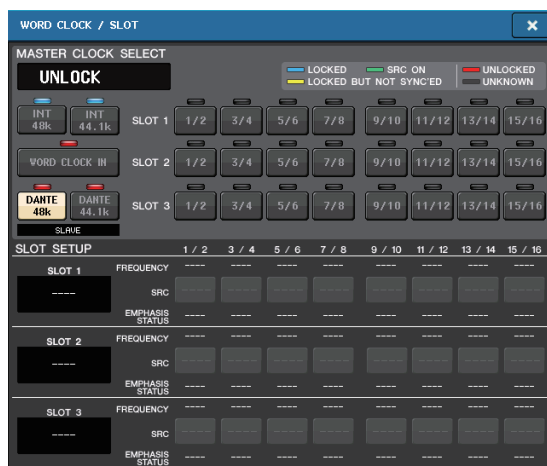 WORD CLOCK / SLOT
MASTER CLOCK SELECT
UNLOCK
LOCKED SRC ON UNLOCKED
LOCKED BUT NOT SYNC'ED UNKNOWN
INT 48k INT 44.1k SLOT 1 1/2 3/4 5/6 7/8 9/10 11/12 13/14 15/16
WORD CLOCK IN SLOT 2 1/2 3/4 5/6 7/8 9/10 11/12 13/14 15/16
DANTE 48k DANTE 44.1k SLOT 3 1/2 3/4 5/6 7/8 9/10 11/12 13/14 15/16
SLAVE
SLOT SETUP 1 / 2 3 / 4 5 / 6 7 / 8 9 / 10 11 / 12 13 / 14 15 / 16
SLOT 1 FREQUENCY ---- ---- ---- ---- ---- ---- ---- ----
---- SRC ---- ---- ---- ---- ---- ---- ---- ----
EMPHASIS STATUS ---- ---- ---- ---- ---- ---- ---- ----
SLOT 2 FREQUENCY ---- ---- ---- ---- ---- ---- ---- ----
---- SRC ---- ---- ---- ---- ---- ---- ---- ----
EMPHASIS STATUS ---- ---- ---- ---- ---- ---- ---- ----
SLOT 3 FREQUENCY ---- ---- ---- ---- ---- ---- ---- ----
---- SRC ---- ---- ---- ---- ---- ---- ---- ----
EMPHASIS STATUS ---- ---- ---- ---- ---- ---- ---- ----